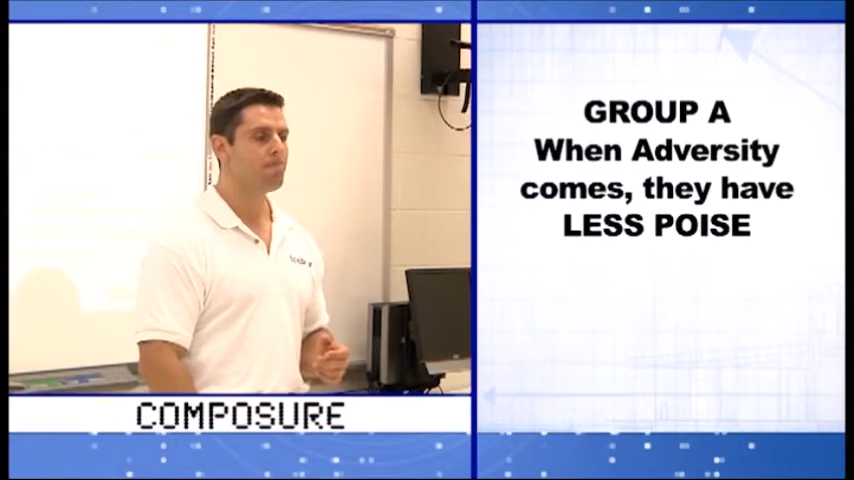 GROUP A
When Adversity
comes, they have
LESS POISE
COMPOSURE